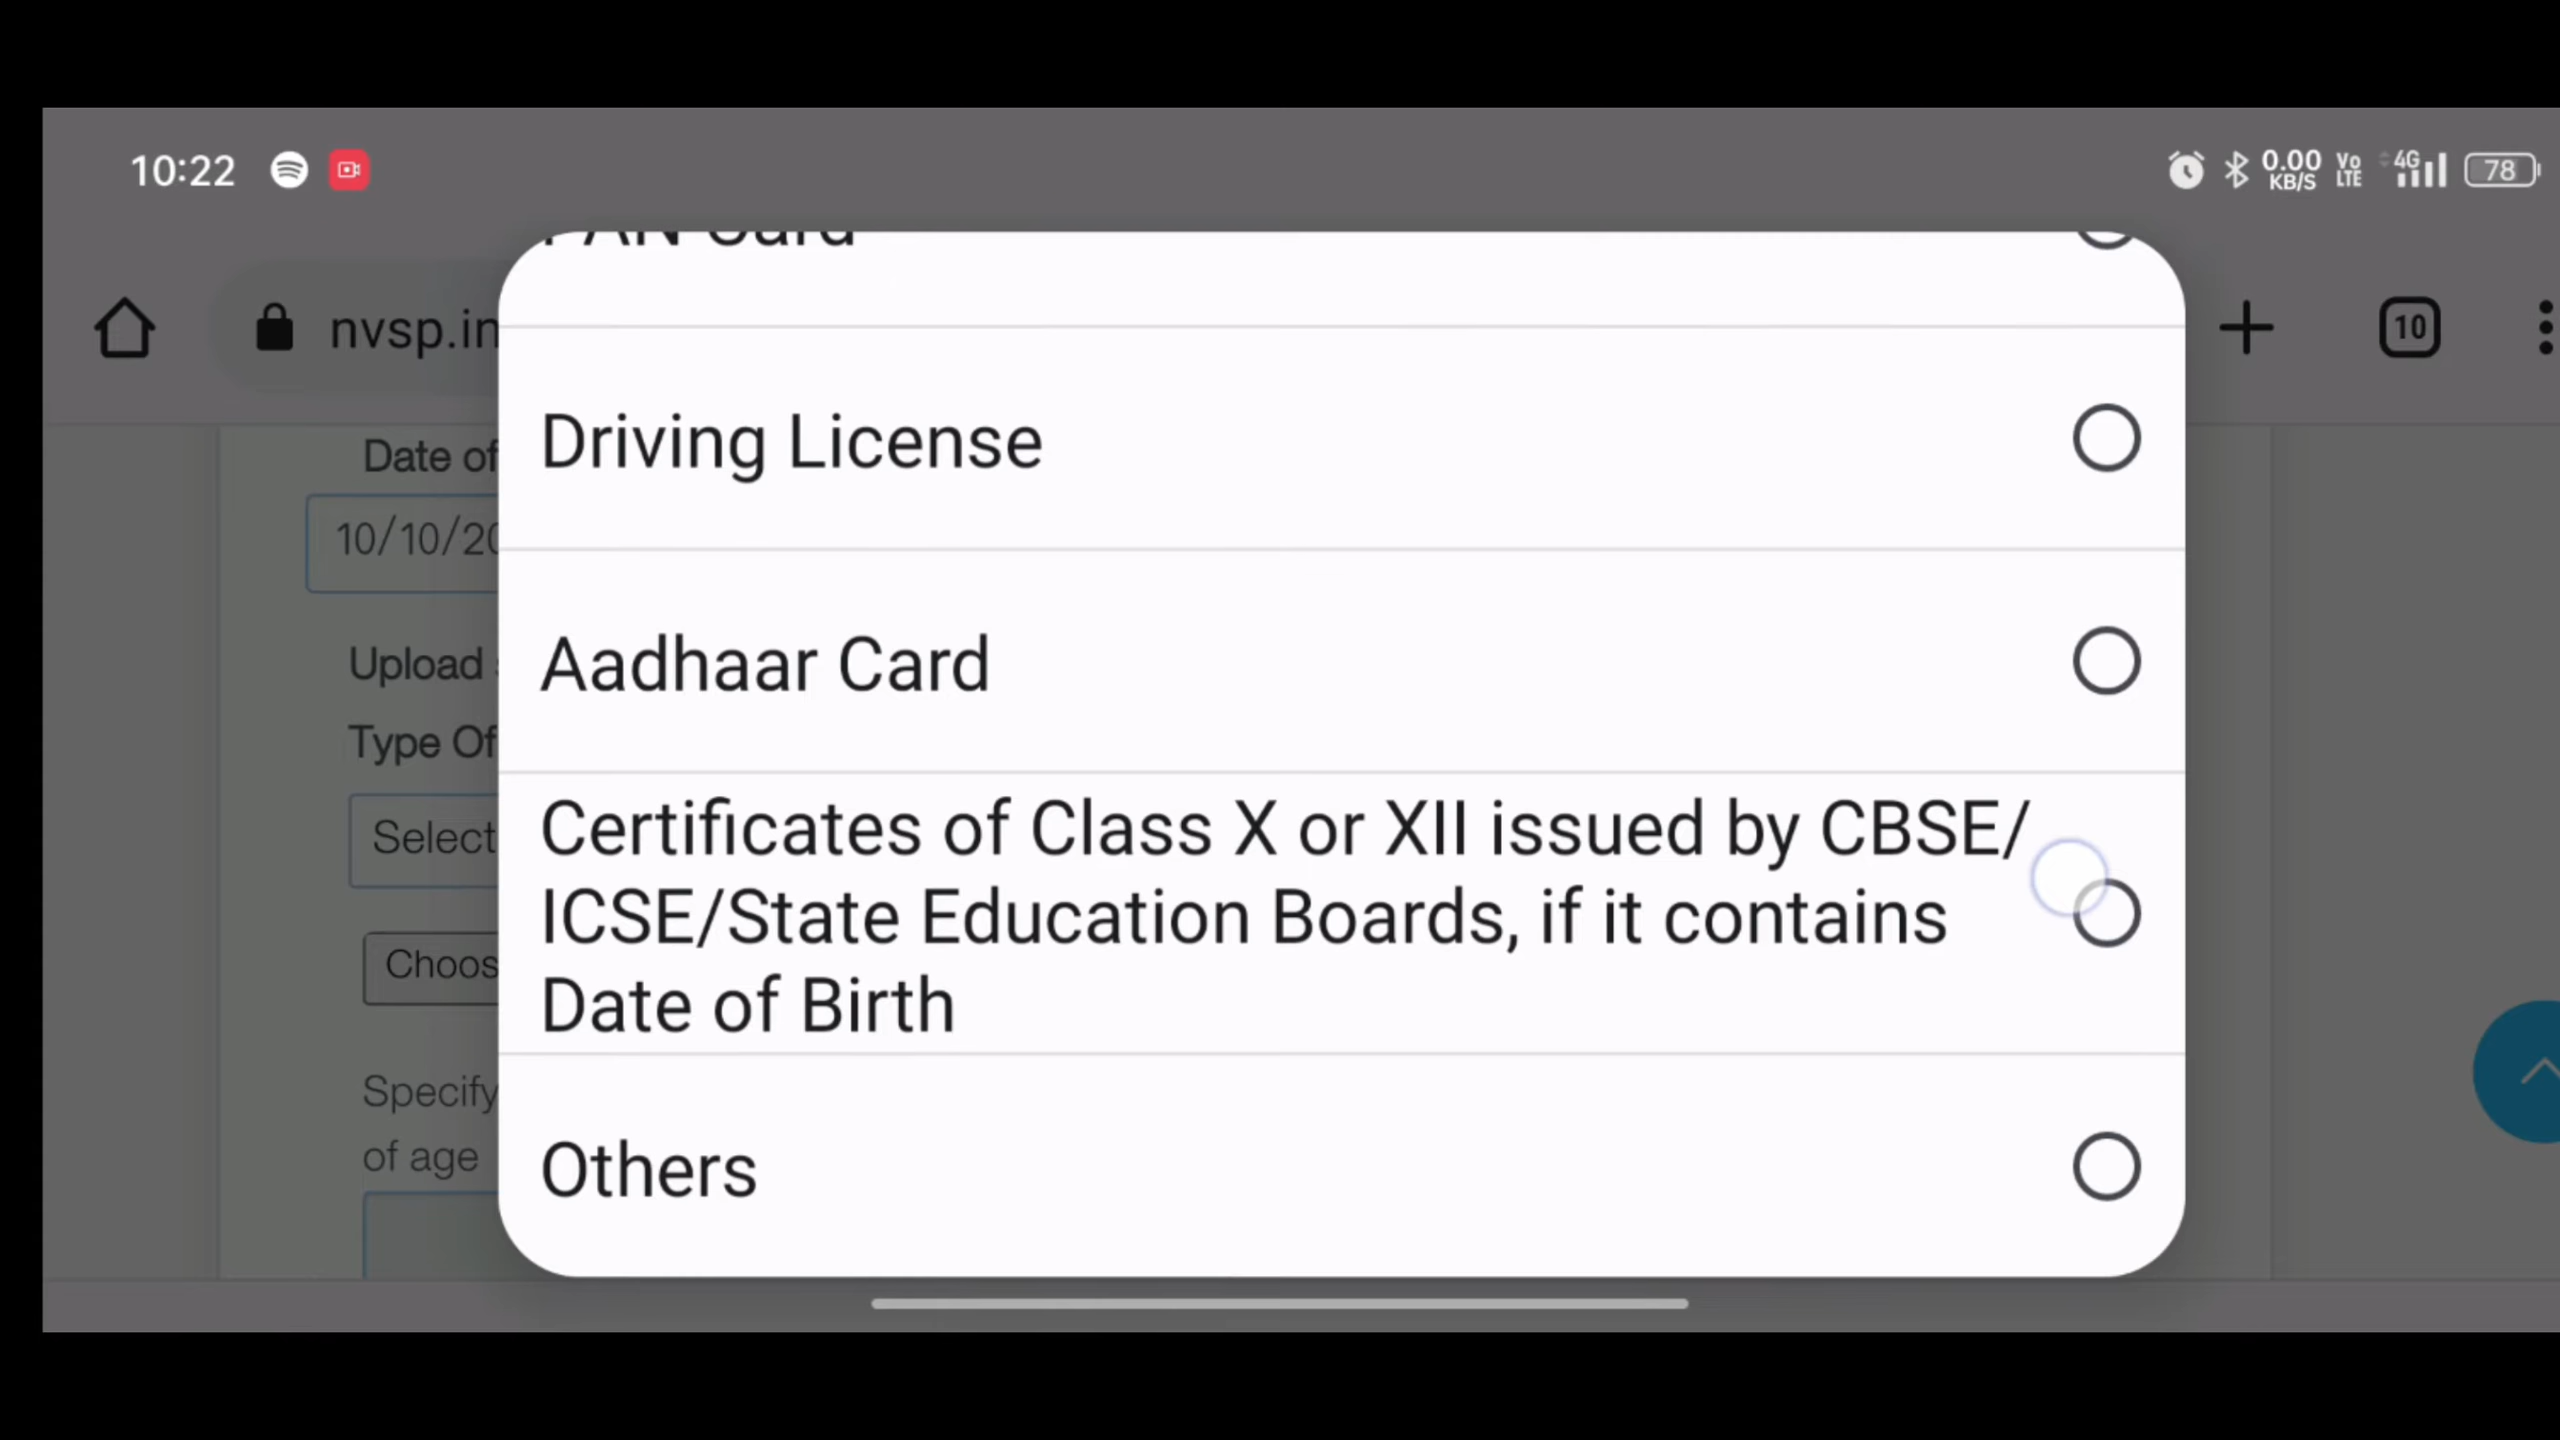 10:22
0.00
KB/S
Vo
LTE
4G
78
nvsp.in
10
PAN Card
Driving License
Aadhaar Card
Certificates of Class X or XII issued by CBSE/
ICSE/State Education Boards, if it contains
Date of Birth
Others
Date of
10/10/20
Upload
Type Of
Select
Choos
Specify
of age